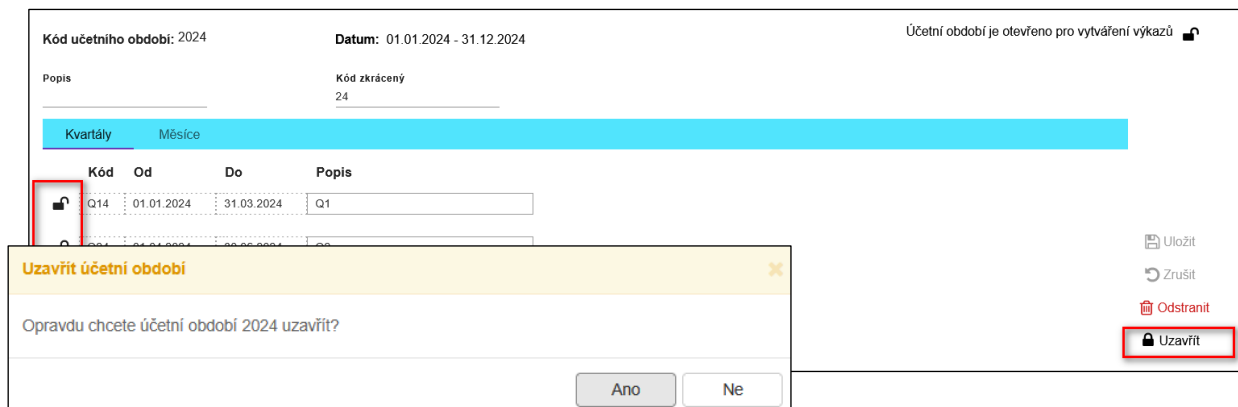 Kód učetního období: 2024 Datum: 01.01.2024 - 31.12.2024 Účetní období je otevřeno pro vytváření výkazů
Popis Kód zkrácený
24
Kvartály Měsíce
Kód Od Do Popis
Q14 01.01.2024 31.03.2024 Q1
Uložit
Zrušit
Odstranit
Uzavřít
Uzavřít účetní období
Opravdu chcete účetní období 2024 uzavřít?
Ano Ne